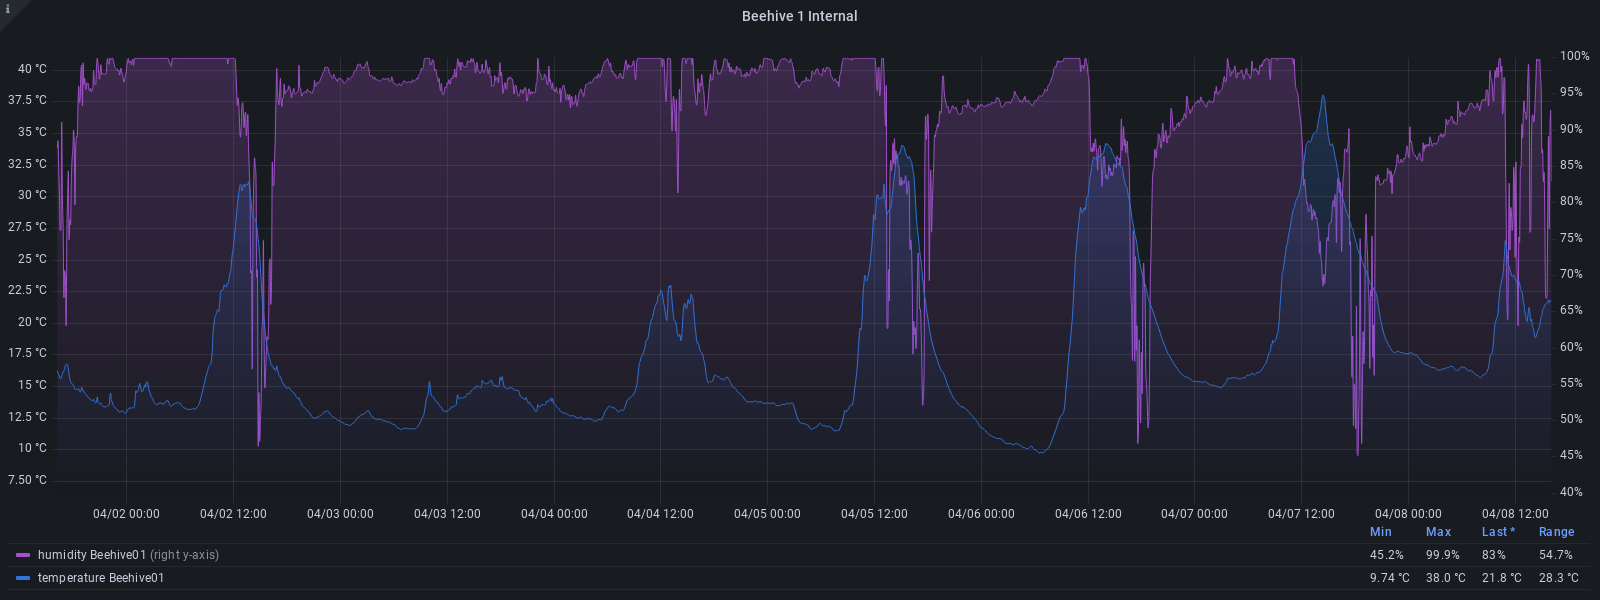 i
Beehive 1 Internal
40 °C
37.5 °C
35 °C
32.5 °C
30 °C
27.5 °C
25 °C
22.5 °C
20 °C
17.5 °C
15 °C
12.5 °C
10 °C
7.50 °C
100%
95%
90%
85%
80%
75%
70%
65%
60%
55%
50%
45%
40%
04/02 00:00 04/02 12:00 04/03 00:00 04/03 12:00 04/04 00:00 04/04 12:00 04/05 00:00 04/05 12:00 04/06 00:00 04/06 12:00 04/07 00:00 04/07 12:00 04/08 00:00 04/08 12:00
Min Max Last * Range
humidity Beehive01 (right y-axis) 45.2% 99.9% 83% 54.7%
temperature Beehive01 9.74 °C 38.0 °C 21.8 °C 28.3 °C